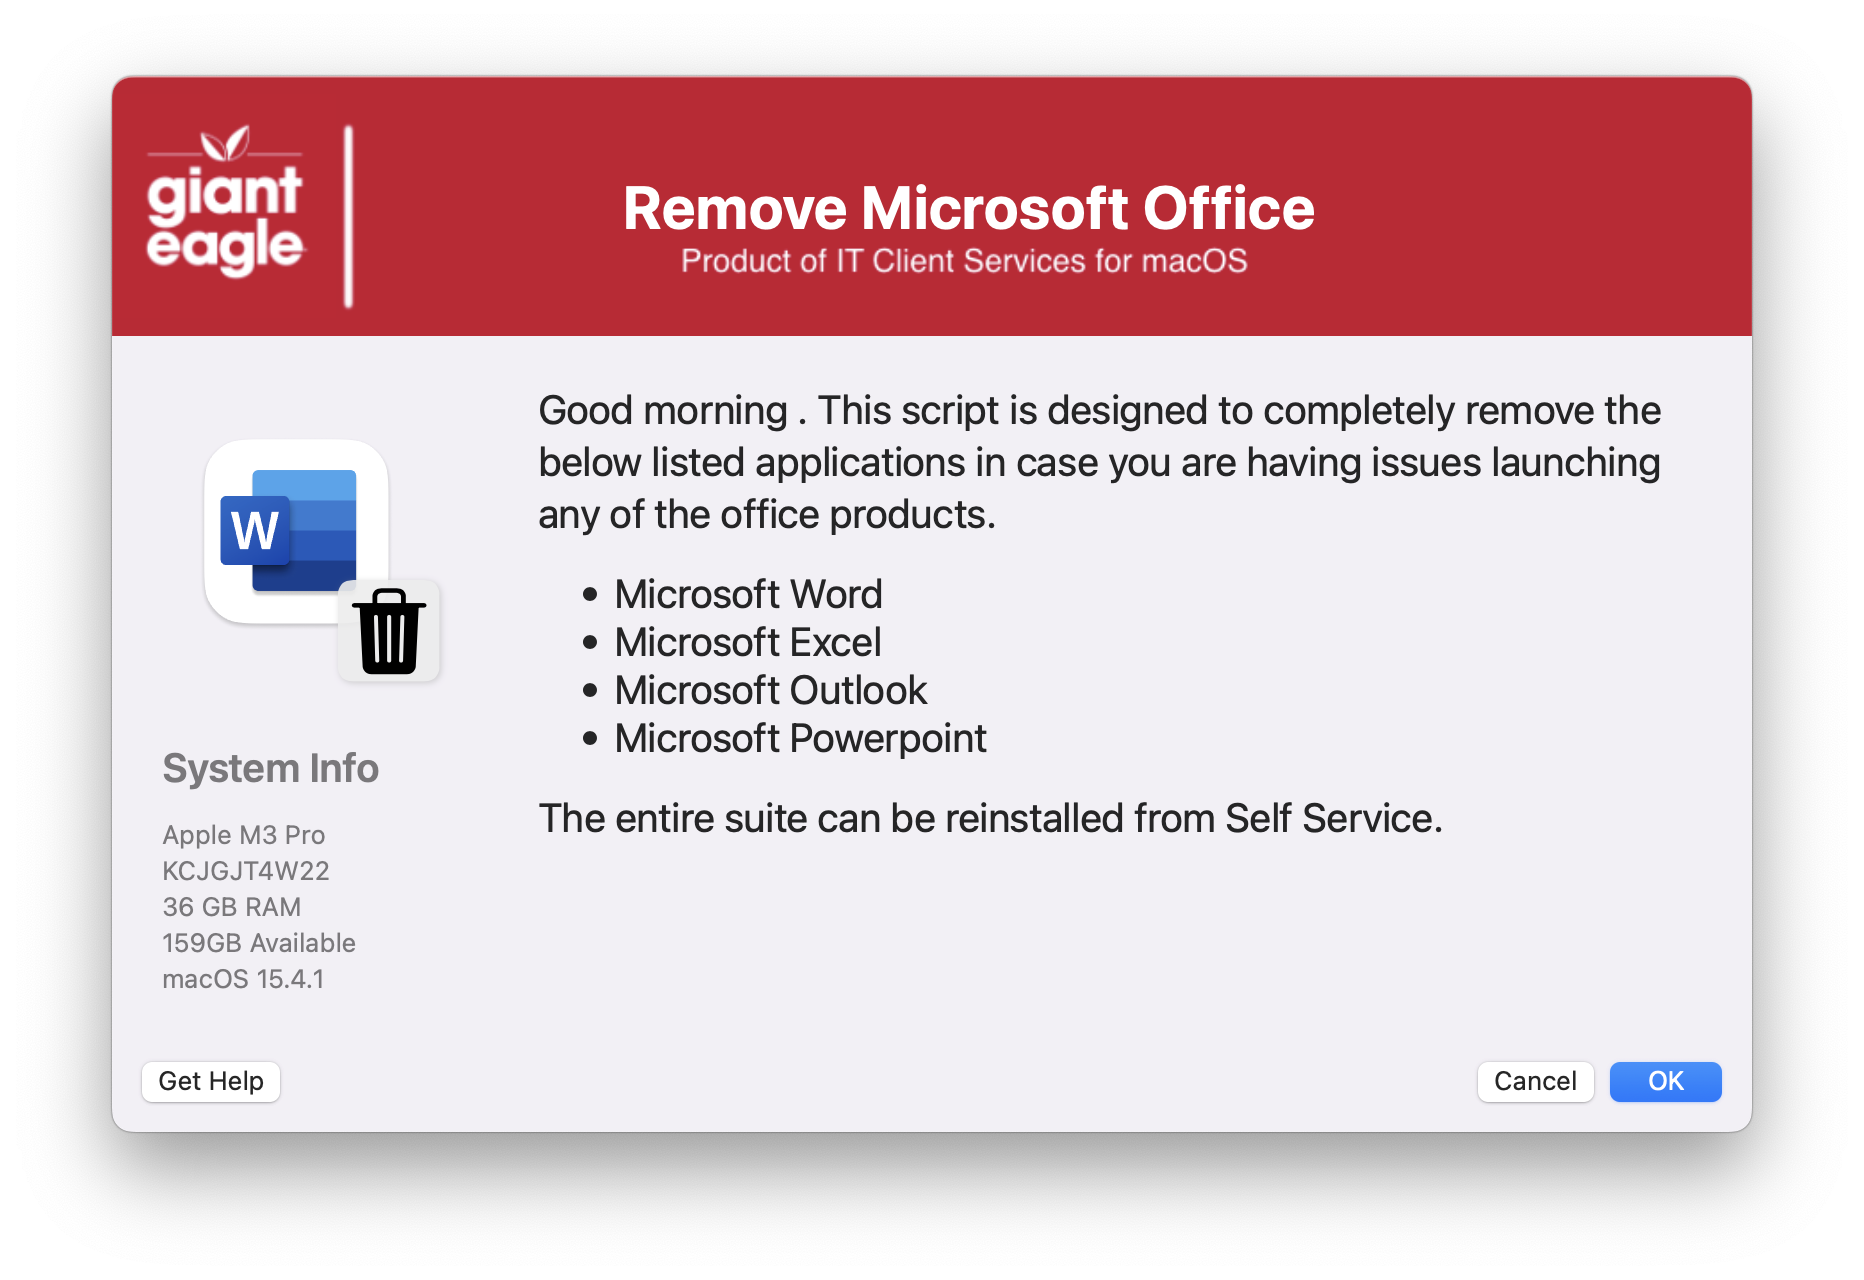 giant
eagle
Remove Microsoft Office
Product of IT Client Services for macOS
W
Good morning . This script is designed to completely remove the
below listed applications in case you are having issues launching
any of the office products.
• Microsoft Word
• Microsoft Excel
• Microsoft Outlook
• Microsoft Powerpoint
The entire suite can be reinstalled from Self Service.
System Info
Apple M3 Pro
KCJGJT4W22
36 GB RAM
159GB Available
macOS 15.4.1
Get Help
Cancel
OK